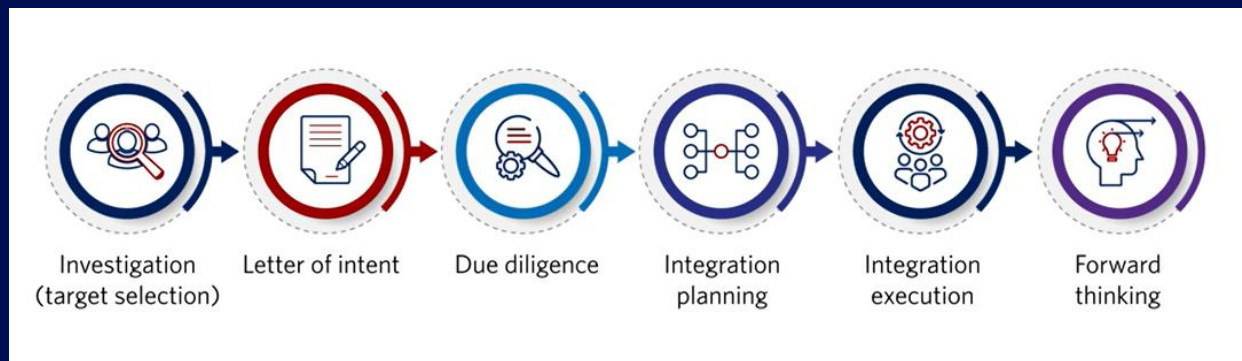 Investigation
(target selection)
Letter of intent
Due diligence
Integration
planning
Integration
execution
Forward
thinking